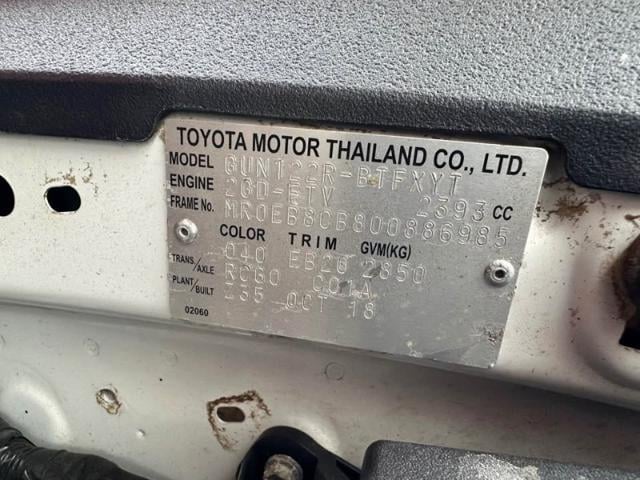 TOYOTA MOTOR THAILAND CO., LTD.
MODEL GUN122R-BTFXYT
ENGINE 2GD-FTV 2393 CC
FRAME No. MR0EB8CB800886985
COLOR TRIM GVM(KG)
040 EB20 2850
TRANS/AXLE RC60 C01A
PLANT/BUILT 235 OCT 18
02060